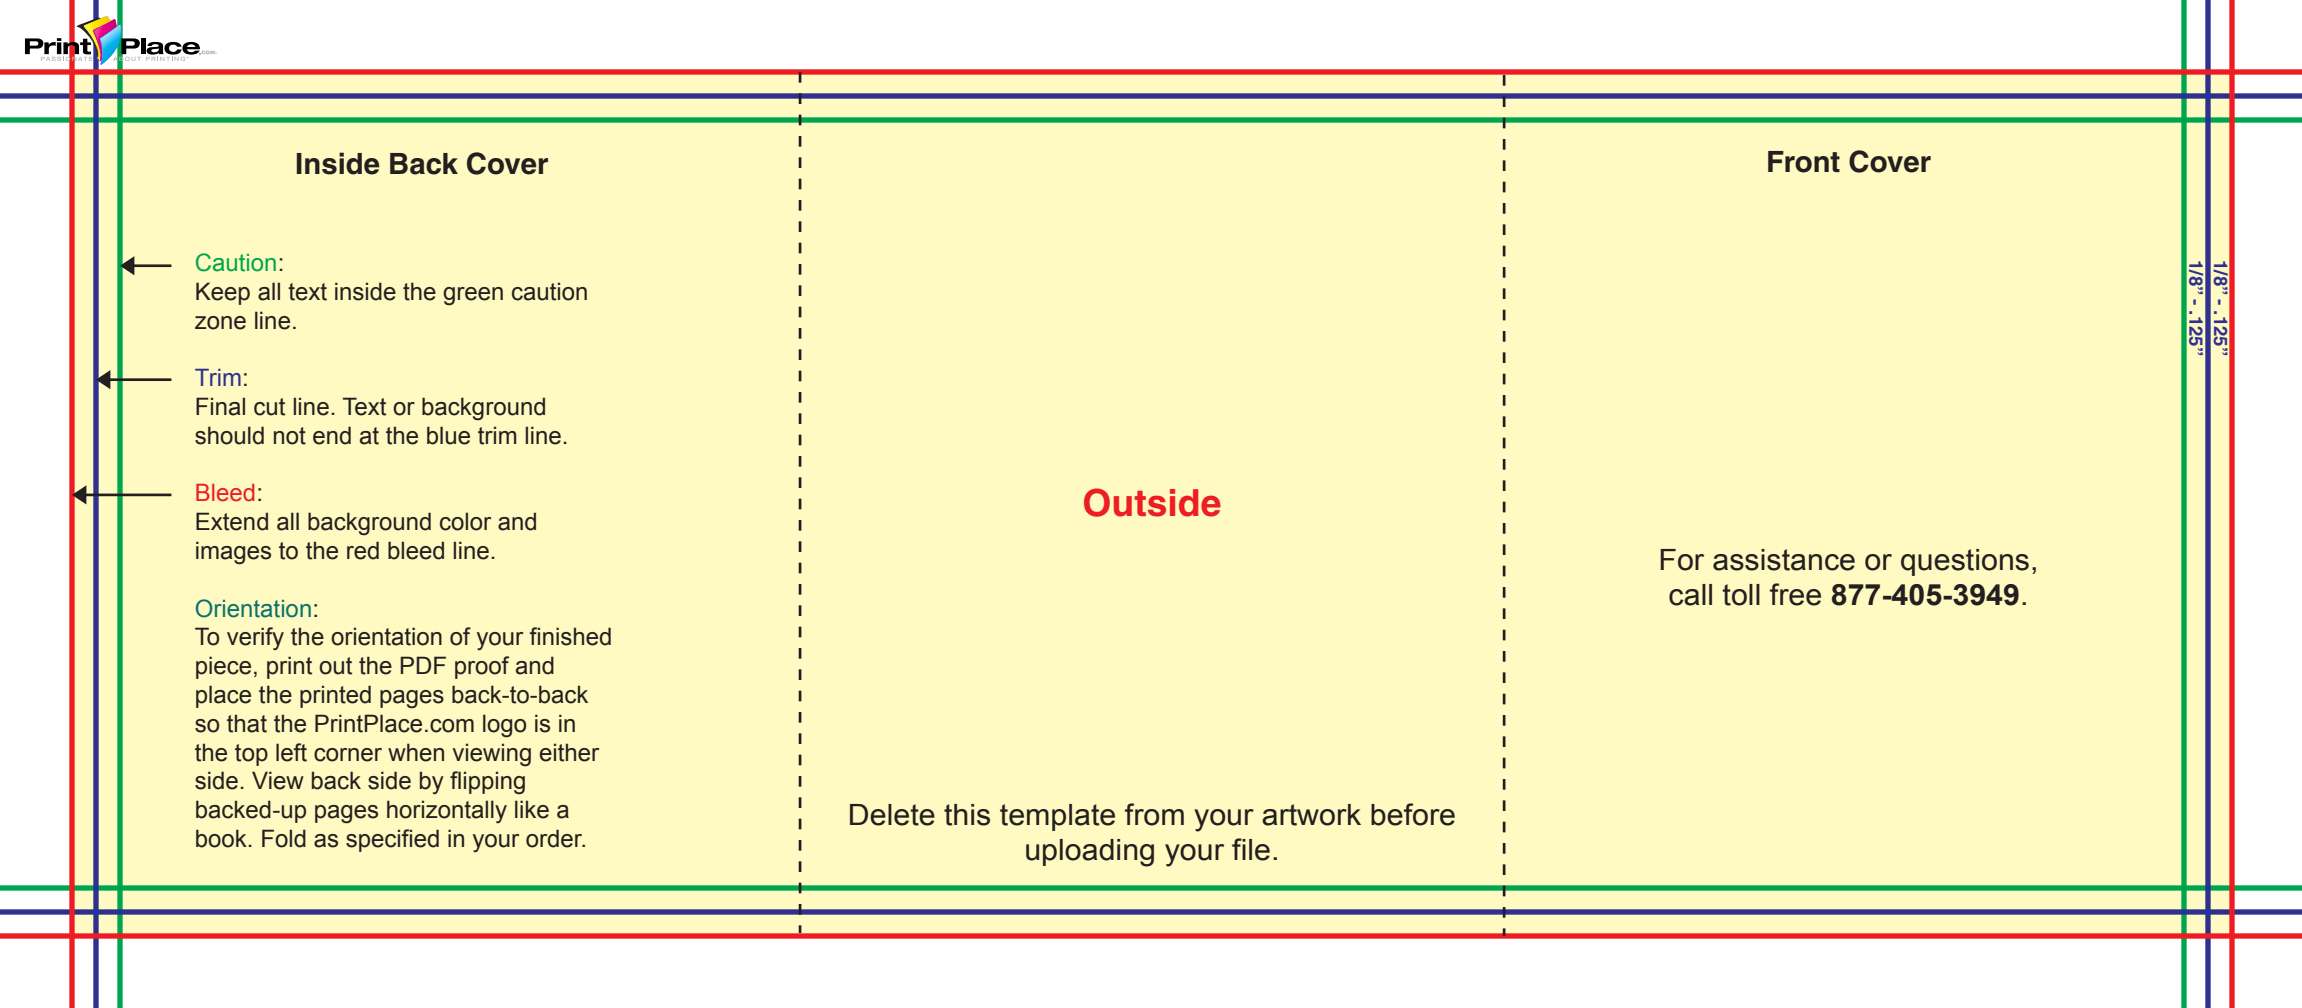 Print Place.com
PASSIONATE ABOUT PRINTING
Inside Back Cover
Caution:
Keep all text inside the green caution
zone line.
Trim:
Final cut line. Text or background
should not end at the blue trim line.
Bleed:
Extend all background color and
images to the red bleed line.
Orientation:
To verify the orientation of your finished
piece, print out the PDF proof and
place the printed pages back-to-back
so that the PrintPlace.com logo is in
the top left corner when viewing either
side. View back side by flipping
backed-up pages horizontally like a
book. Fold as specified in your order.
Outside
Delete this template from your artwork before
uploading your file.
Front Cover
For assistance or questions,
call toll free 877-405-3949.
1/8” - .125”
1/8” - .125”